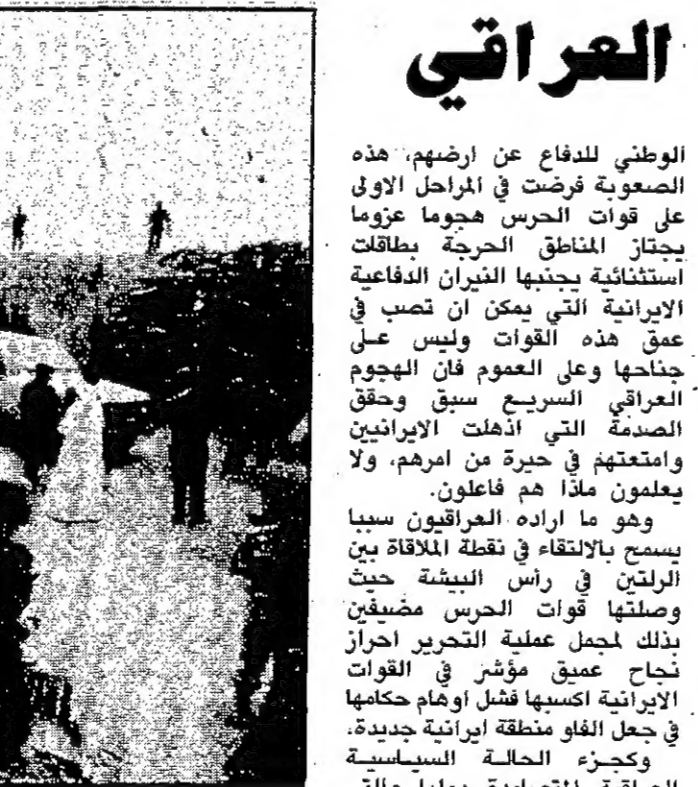 العراقي
الوطني للدفاع عن ارضهم، هذه
الصعوبة فرضت في المراحل الاولى
على قوات الحرس هجوما عزوما
يجتاز المناطق الحرجة بطاقات
استثنائية يجنبها النيران الدفاعية
الايرانية التي يمكن ان تصب في
عمق هذه القوات وليس على
جناحها وعلى العموم فان الهجوم
العراقي السريع سبق وحقق
الصدمة التي اذهلت الايرانيين
وامتعتهم في حيرة من امرهم، ولا
يعلمون ماذا هم فاعلون.
وهو ما اراده العراقيون سببا
يسمح بالالتقاء في نقطة الملاقاة بين
الرلتين في رأس البيشة حيث
وصلتها قوات الحرس مضيفين
بذلك لمجمل عملية التحرير احراز
نجاح عميق مؤشر في القوات
الايرانية اكسبها فشل اوهام حكامها
في جعل الفاو منطقة ايرانية جديدة.
وكجزء الحالة السياسية